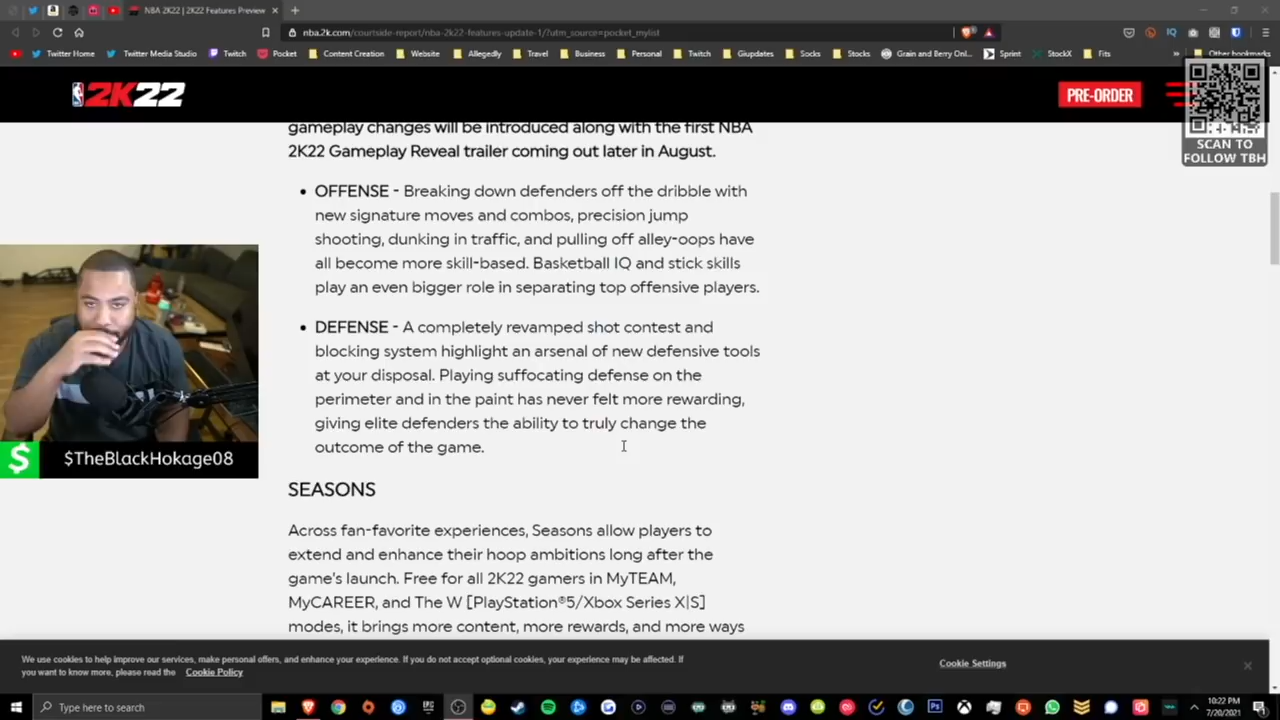 NBA 2K22 | 2K22 Features Preview
nba.2k.com/courtside-report/nba-2k22-features-update-1/?utm_source=pocket_mylist
Twitter Home
Twitter Media Studio
Twitch
Pocket
Content Creation
Website
Allegedly
Travel
Business
Personal
Twitch
Giupdates
Socks
Stocks
Grain and Berry Onl...
Sprint
StockX
Fits
Other bookmarks
2K22
PRE-ORDER
SCAN TO
FOLLOW TBH
gameplay changes will be introduced along with the first NBA
2K22 Gameplay Reveal trailer coming out later in August.
• OFFENSE - Breaking down defenders off the dribble with
new signature moves and combos, precision jump
shooting, dunking in traffic, and pulling off alley-oops have
all become more skill-based. Basketball IQ and stick skills
play an even bigger role in separating top offensive players.
• DEFENSE - A completely revamped shot contest and
blocking system highlight an arsenal of new defensive tools
at your disposal. Playing suffocating defense on the
perimeter and in the paint has never felt more rewarding,
giving elite defenders the ability to truly change the
outcome of the game.
$TheBlackHokage08
SEASONS
Across fan-favorite experiences, Seasons allow players to
extend and enhance their hoop ambitions long after the
game's launch. Free for all 2K22 gamers in MyTEAM,
MyCAREER, and The W [PlayStation®5/Xbox Series X|S]
modes, it brings more content, more rewards, and more ways
We use cookies to help improve our services, make personal offers, and enhance your experience. If you do not accept optional cookies, your experience may be affected. If
you want to know more, please read the Cookie Policy
Cookie Settings
Type here to search
10:22 PM
7/20/2021